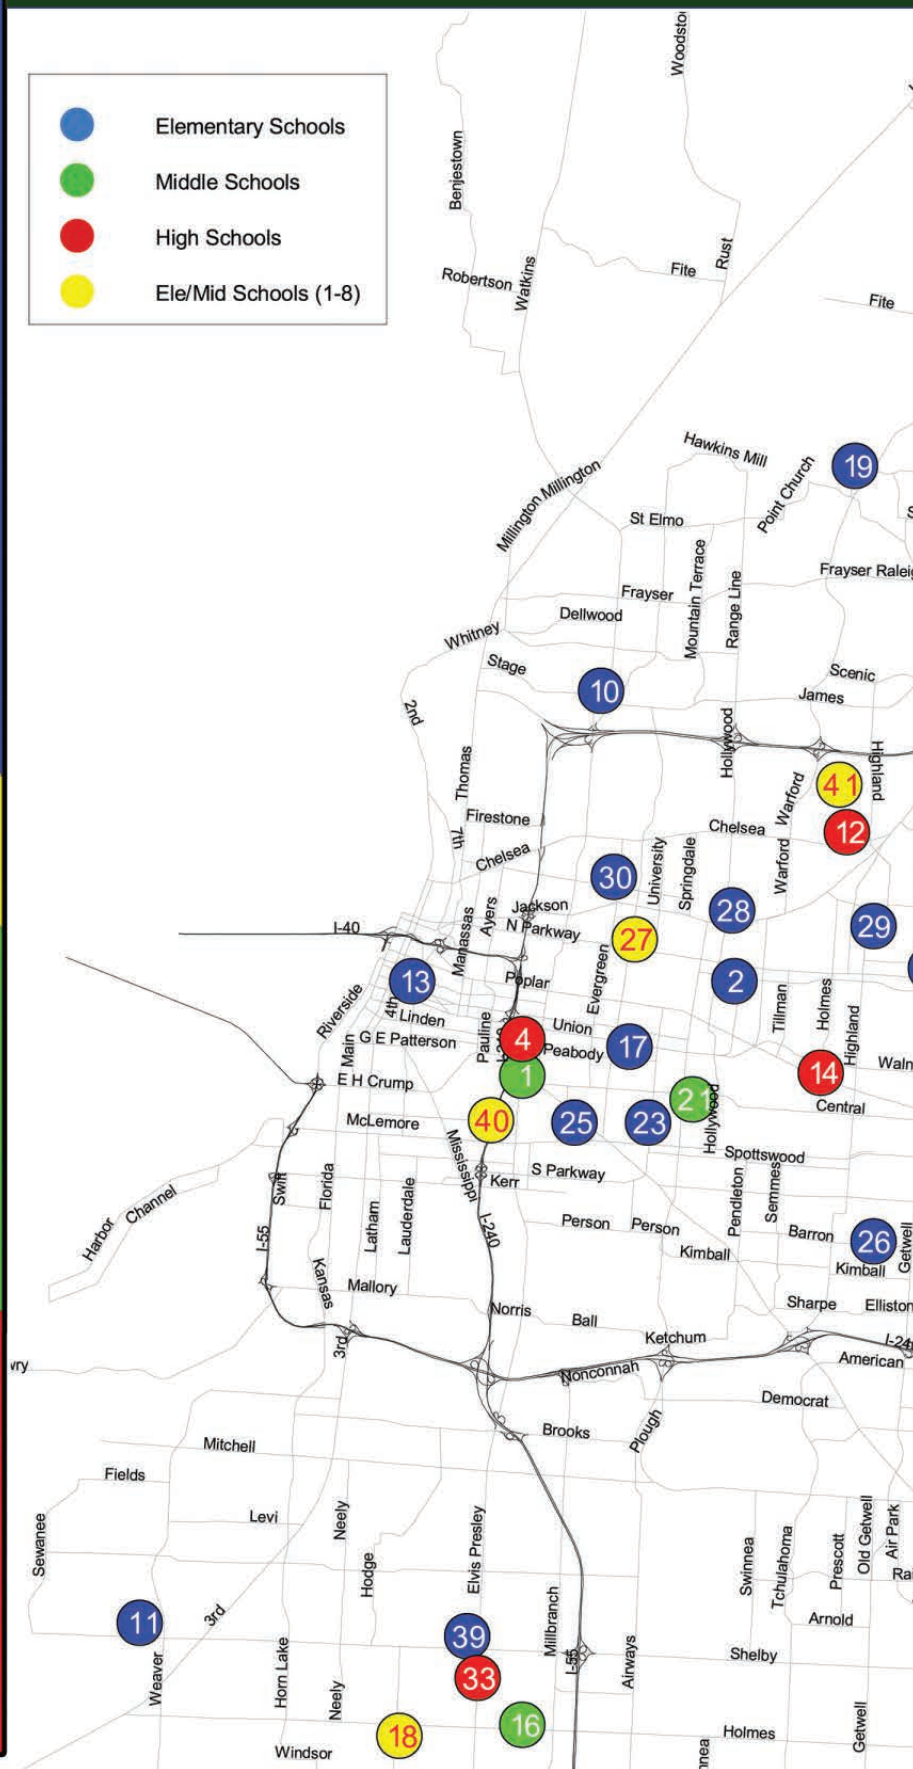 Elementary Schools
Middle Schools
High Schools
Ele/Mid Schools (1-8)
Woodsto
Benjestown
Robertson
Watkins
Fite
Rust
Fite
Hawkins Mill
Point Church
19
Millington Millington
St Elmo
Mountain Terrace
Range Line
Frayser Raleig
Frayser
Dellwood
Whitney
Stage
10
Scenic
James
2nd
Hollywood
Highland
Thomas
41
Warford
12
Firestone
7th
Chelsea
Chelsea
Warford
University
Springdale
30
28
29
Jackson
Ayers
Manassas
N Parkway
27
I-40
13
Poplar
Evergreen
2
Tillman
Holmes
Highland
Riverside
4th
Linden
Union
Main
G E Patterson
Pauline
I-240
4
Peabody
17
14
Waln
E H Crump
1
21
Hollywood
Central
McLemore
40
25
23
Mississippi
Spottswood
Kerr
S Parkway
Pendleton
Semmes
Swift
Florida
Latham
Lauderdale
Harbor
Channel
I-55
I-240
Person
Person
Kimball
Barron
26
Getwell
Kimball
Kansas
Mallory
Norris
Ball
Sharpe
Elliston
3rd
Ketchum
I-24
American
Nonconnah
wry
Democrat
Mitchell
Brooks
Plough
Fields
Levi
Neely
Sewanee
Hodge
Elvis Presley
Swinnea
Tchulahoma
Prescott
Old Getwell
Air Park
Ra
11
3rd
39
Millbranch
I-55
Airways
Arnold
Shelby
Weaver
Horn Lake
Neely
33
18
16
Holmes
Getwell
Windsor
nnea